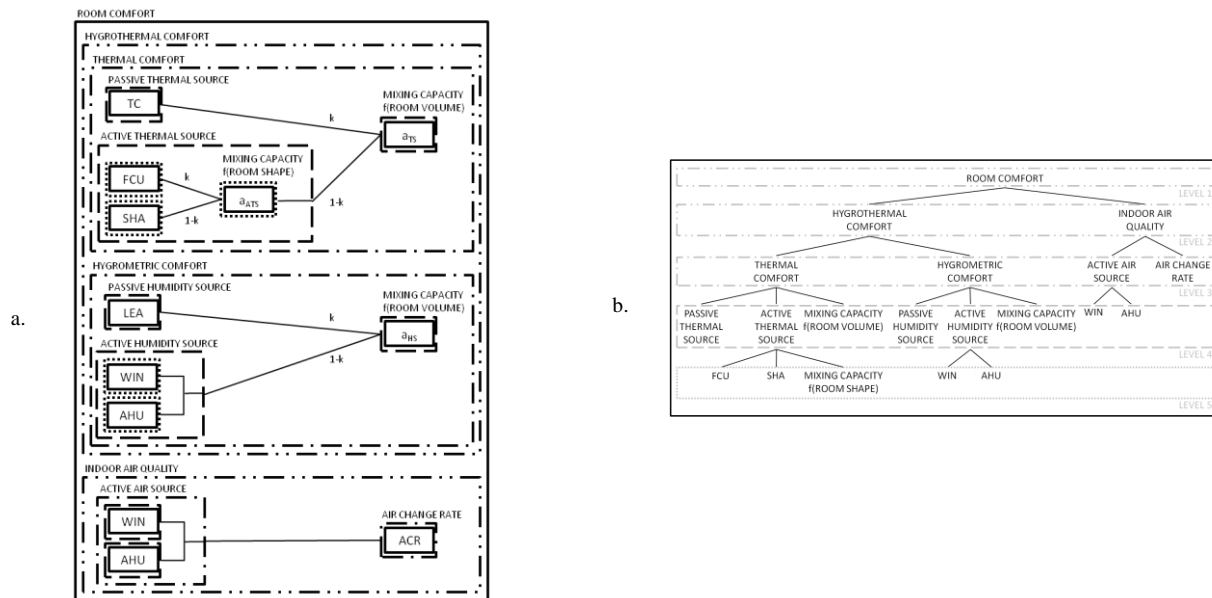 ROOM COMFORT
HYGROTHERMAL COMFORT
THERMAL COMFORT
PASSIVE THERMAL SOURCE
TC
MIXING CAPACITY
f(ROOM VOLUME)
k
aTS
ACTIVE THERMAL SOURCE
MIXING CAPACITY
f(ROOM SHAPE)
FCU
k
aATS
SHA
1-k
1-k
HYGROMETRIC COMFORT
PASSIVE HUMIDITY SOURCE
LEA
MIXING CAPACITY
f(ROOM VOLUME)
k
aHS
a.
ACTIVE HUMIDITY SOURCE
1-k
WIN
AHU
INDOOR AIR QUALITY
ACTIVE AIR SOURCE
WIN
AIR CHANGE RATE
ACR
AHU
b.
ROOM COMFORT
LEVEL 1
HYGROTHERMAL
COMFORT
INDOOR AIR
QUALITY
LEVEL 2
THERMAL
COMFORT
HYGROMETRIC
COMFORT
ACTIVE AIR
SOURCE
AIR CHANGE
RATE
LEVEL 3
PASSIVE
THERMAL
SOURCE
ACTIVE
THERMAL
SOURCE
MIXING CAPACITY
f(ROOM VOLUME)
PASSIVE
HUMIDITY
SOURCE
ACTIVE
HUMIDITY
SOURCE
MIXING CAPACITY
f(ROOM VOLUME)
WIN
AHU
LEVEL 4
FCU
SHA
MIXING CAPACITY
f(ROOM SHAPE)
WIN
AHU
LEVEL 5